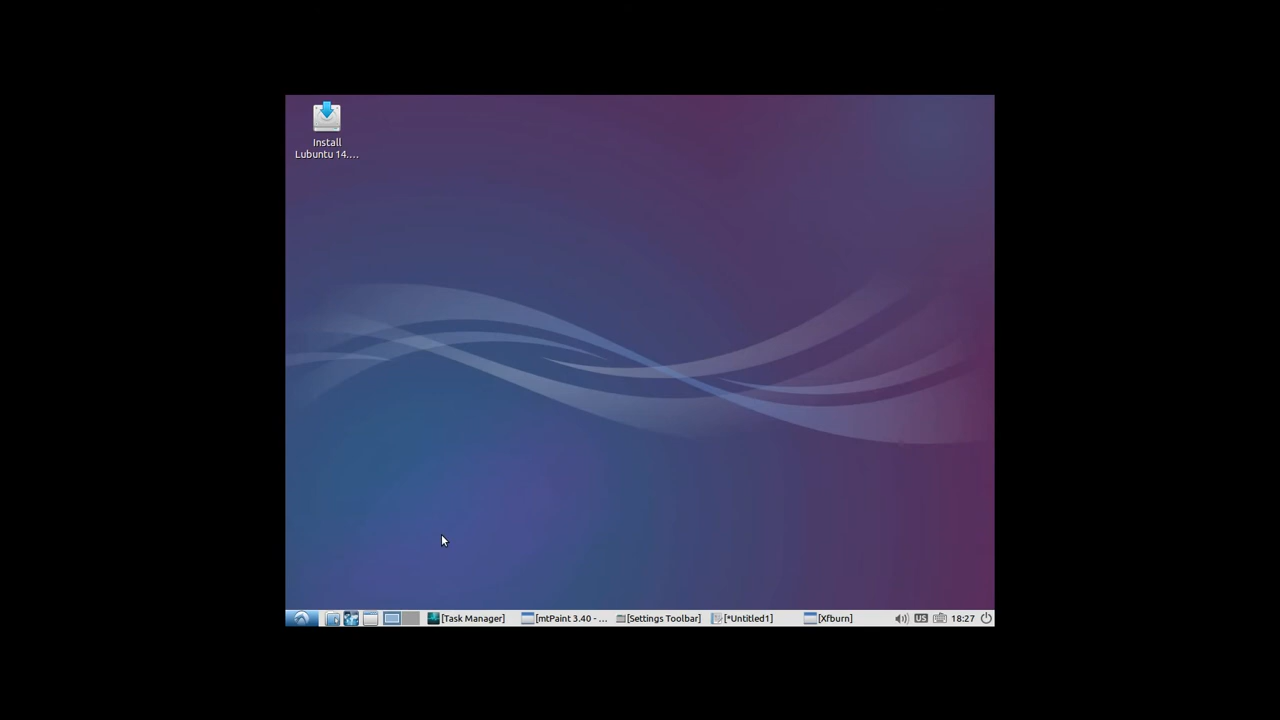 Install
Lubuntu 14....
[Task Manager] [mtPaint 3.40 - ... [Settings Toolbar] [*Untitled1] [Xfburn] US 18:27